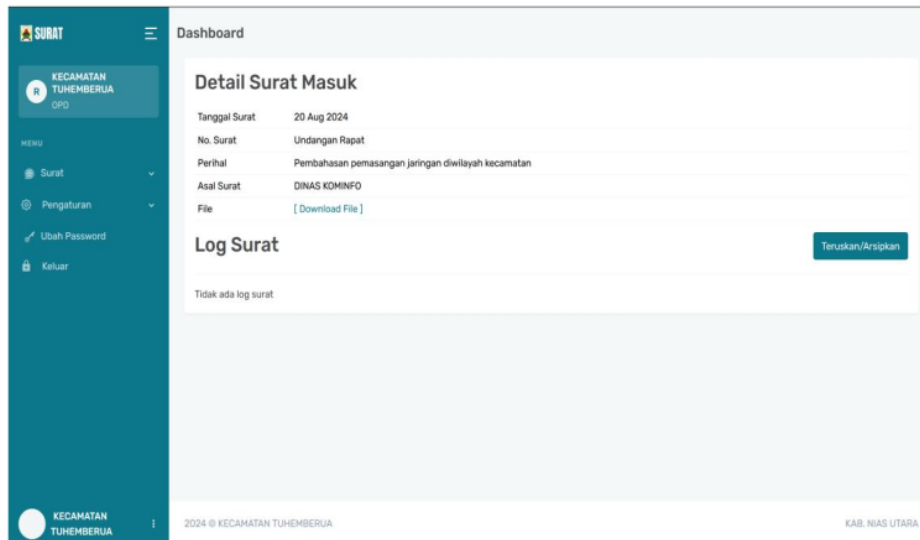 SURAT
Dashboard
R
KECAMATAN
TUHEMBERUA
OPD
MENU
Surat
Pengaturan
Ubah Password
Keluar
Detail Surat Masuk
Tanggal Surat 20 Aug 2024
No. Surat Undangan Rapat
Perihal Pembahasan pemasangan jaringan diwilayah kecamatan
Asal Surat DINAS KOMINFO
File [ Download File ]
Log Surat
Teruskan/Arsipkan
Tidak ada log surat
KECAMATAN
TUHEMBERUA
2024 © KECAMATAN TUHEMBERUA
KAB. NIAS UTARA